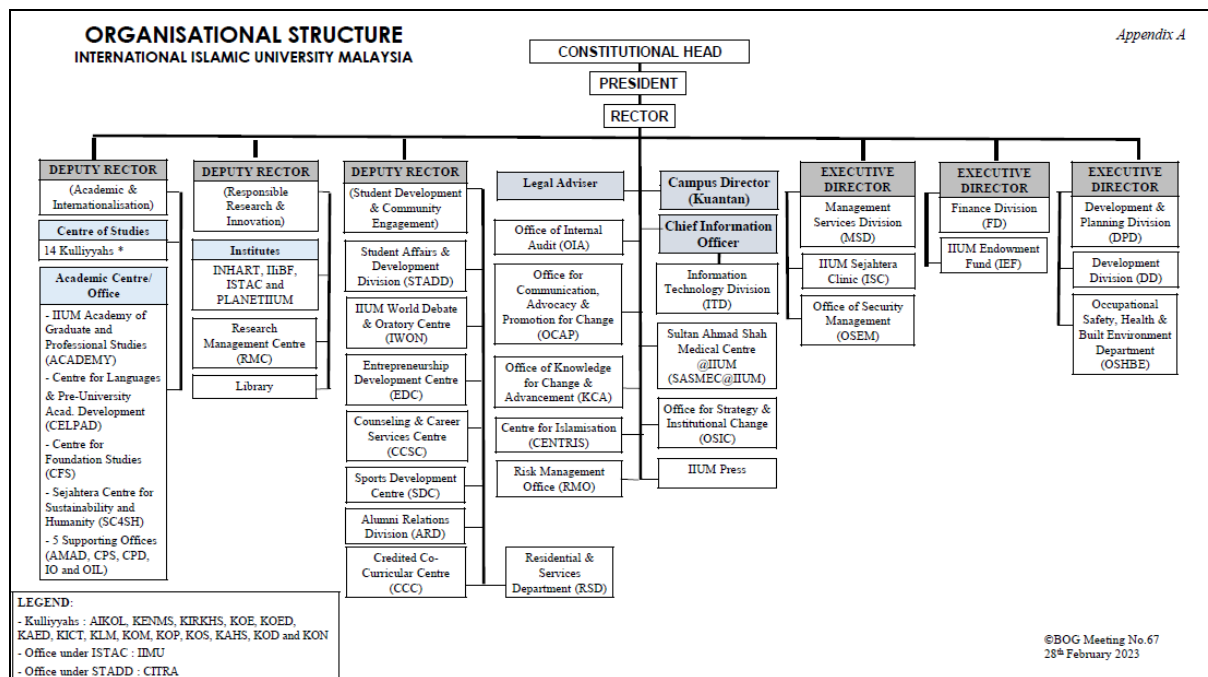 ORGANISATIONAL STRUCTURE
INTERNATIONAL ISLAMIC UNIVERSITY MALAYSIA
Appendix A
CONSTITUTIONAL HEAD
PRESIDENT
RECTOR
DEPUTY RECTOR
(Academic &
Internationalisation)
Centre of Studies
14 Kulliyyahs *
Academic Centre/
Office
- IIUM Academy of
Graduate and
Professional Studies
(ACADEMY)
- Centre for Languages
& Pre-University
Acad. Development
(CELPAD)
- Centre for
Foundation Studies
(CFS)
- Sejahtera Centre for
Sustainability and
Humanity (SC4SH)
- 5 Supporting Offices
(AMAD, CPS, CPD,
IO and OIL)
DEPUTY RECTOR
(Responsible
Research &
Innovation)
Institutes
INHART, IIiBF,
ISTAC and
PLANETIIUM
Research
Management Centre
(RMC)
Library
DEPUTY RECTOR
(Student Development
& Community
Engagement)
Student Affairs &
Development
Division (STADD)
IIUM World Debate
& Oratory Centre
(IWON)
Entrepreneurship
Development Centre
(EDC)
Counseling & Career
Services Centre
(CCSC)
Sports Development
Centre (SDC)
Alumni Relations
Division (ARD)
Credited Co-
Curricular Centre
(CCC)
Residential &
Services
Department (RSD)
Legal Adviser
Office of Internal
Audit (OIA)
Office for
Communication,
Advocacy &
Promotion for Change
(OCAP)
Office of Knowledge
for Change &
Advancement (KCA)
Centre for Islamisation
(CENTRIS)
Risk Management
Office (RMO)
Campus Director
(Kuantan)
Chief Information
Officer
Information
Technology Division
(ITD)
Sultan Ahmad Shah
Medical Centre
@IIUM
(SASMEC@IIUM)
Office for Strategy &
Institutional Change
(OSIC)
IIUM Press
EXECUTIVE
DIRECTOR
Management
Services Division
(MSD)
IIUM Sejahtera
Clinic (ISC)
Office of Security
Management
(OSEM)
EXECUTIVE
DIRECTOR
Finance Division
(FD)
IIUM Endowment
Fund (IEF)
EXECUTIVE
DIRECTOR
Development &
Planning Division
(DPD)
Development
Division (DD)
Occupational
Safety, Health &
Built Environment
Department
(OSHBE)
LEGEND:
- Kulliyyahs : AIKOL, KENMS, KIRKHS, KOE, KOED,
KAED, KICT, KLM, KOM, KOP, KOS, KAHS, KOD and KON
- Office under ISTAC : IIMU
- Office under STADD : CITRA
©BOG Meeting No.67
28th February 2023